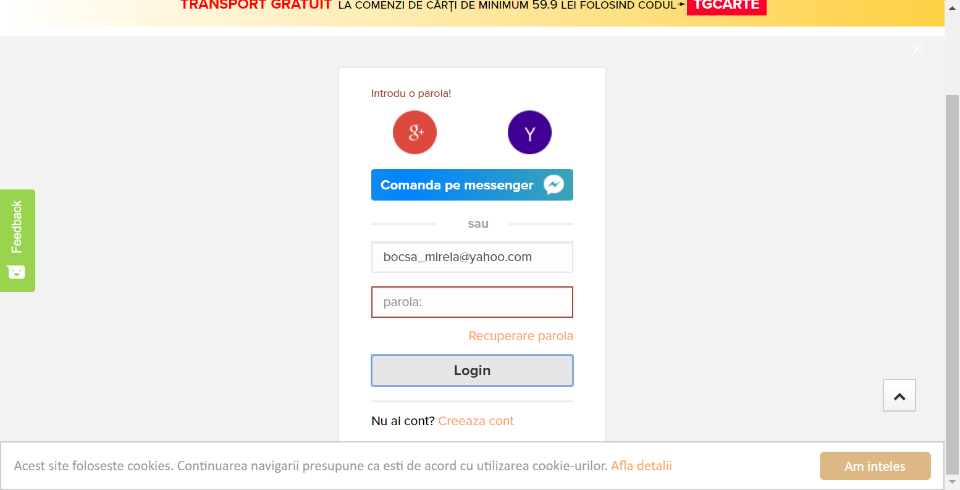 TRANSPORT GRATUIT LA COMENZI DE CĂRȚI DE MINIMUM 59.9 LEI FOLOSIND CODUL TGCARTE
Introdu o parola!
g+ Y
Comanda pe messenger
sau
bocsa_mirela@yahoo.com
Feedback
parola:
Recuperare parola
Login
Nu ai cont? Creeaza cont
Acest site foloseste cookies. Continuarea navigarii presupune ca esti de acord cu utilizarea cookie-urilor. Afla detalii
Am inteles